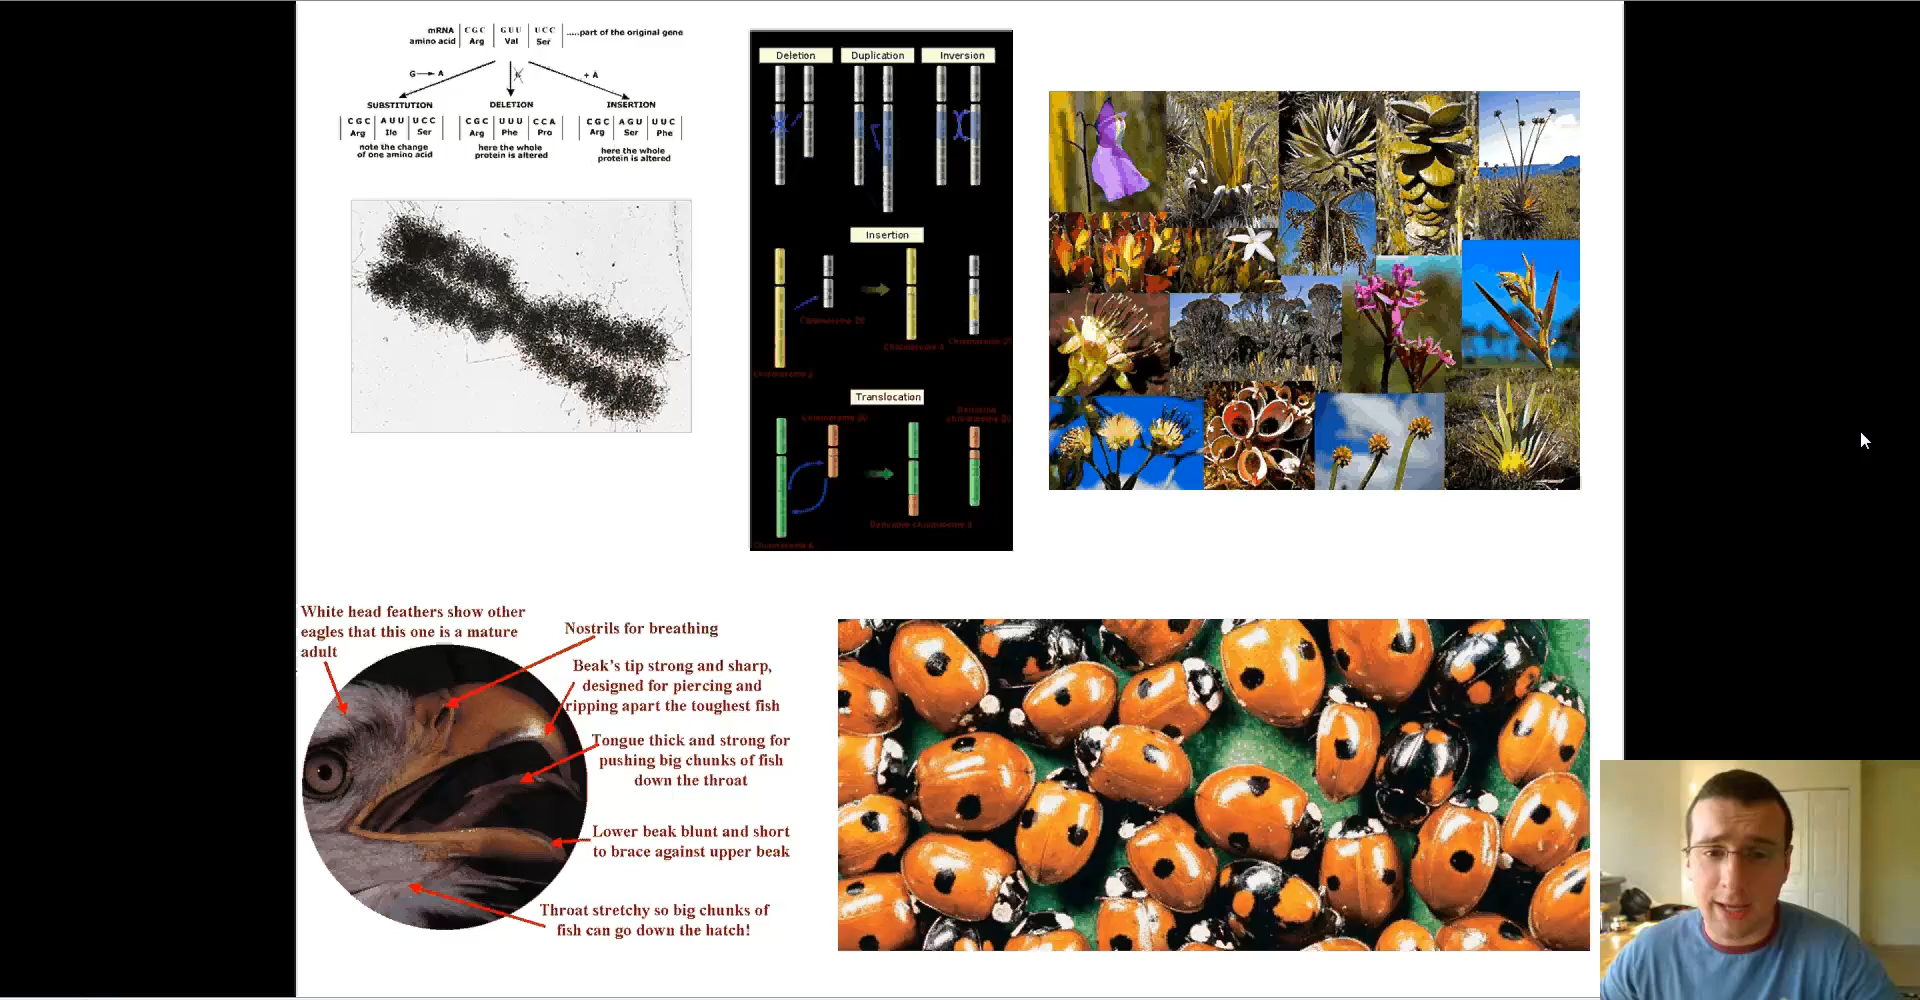 mRNA CGC GUU UCC .....part of the original gene
amino acid Arg Val Ser
G → A
+ A
SUBSTITUTION DELETION INSERTION
CGC AUU UCC CGC UUU CCA CGC AGU UUC
Arg Ile Ser Arg Phe Pro Arg Ser Phe
note the change
of one amino acid
here the whole
protein is altered
here the whole
protein is altered
Deletion Duplication Inversion
Insertion
Translocation
White head feathers show other
eagles that this one is a mature
adult
Nostrils for breathing
Beak's tip strong and sharp,
designed for piercing and
ripping apart the toughest fish
Tongue thick and strong for
pushing big chunks of fish
down the throat
Lower beak blunt and short
to brace against upper beak
Throat stretchy so big chunks of
fish can go down the hatch!